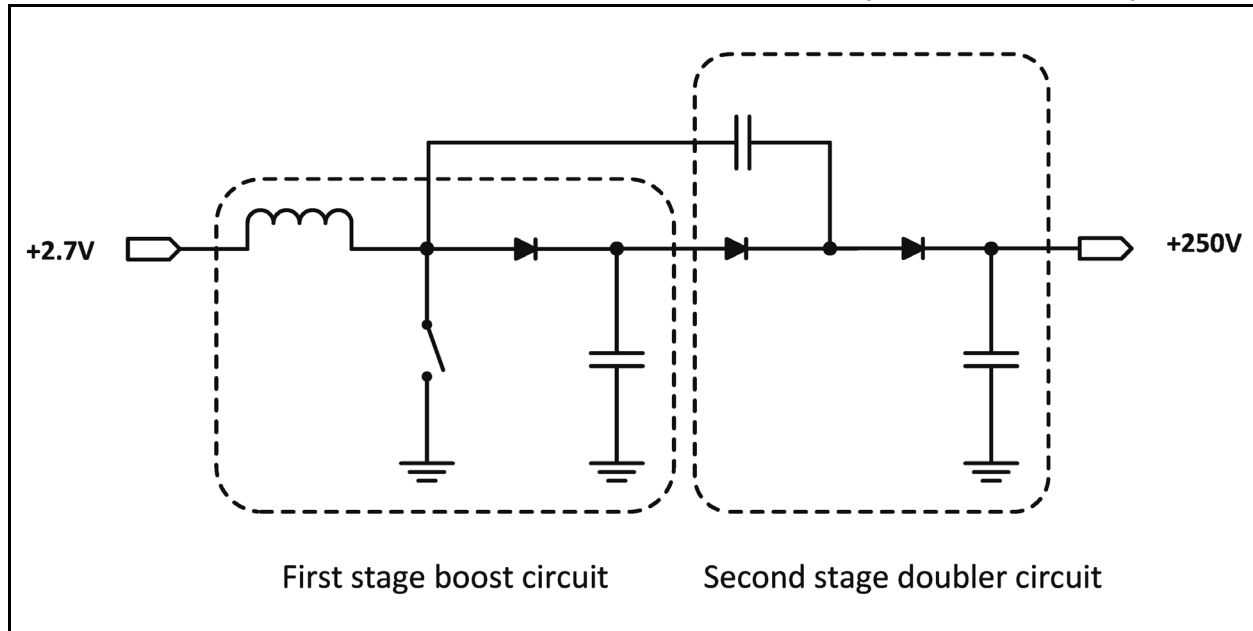 +2.7V
+250V
First stage boost circuit
Second stage doubler circuit